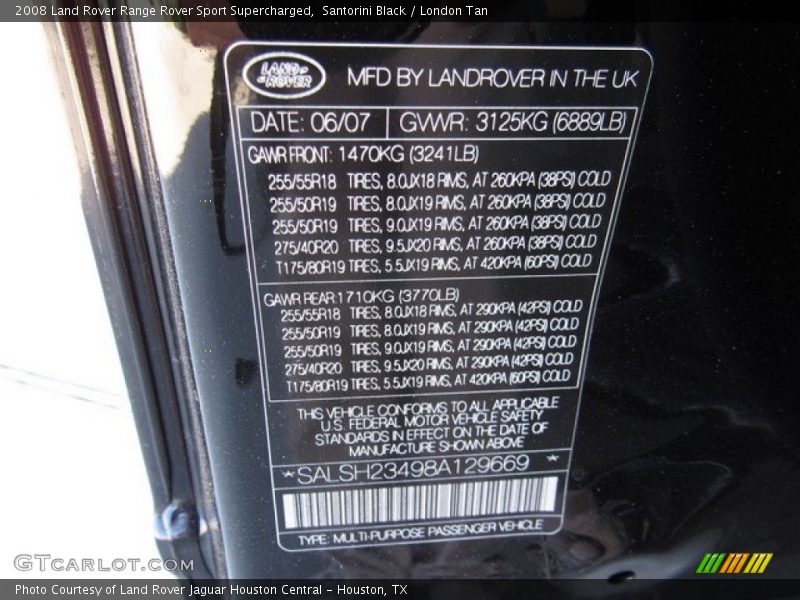 2008 Land Rover Range Rover Sport Supercharged, Santorini Black / London Tan
LAND-
-ROVER
MFD BY LANDROVER IN THE UK
DATE: 06/07 GVWR: 3125KG (6889LB)
GAWR FRONT: 1470KG (3241LB)
255/55R18 TIRES, 8.0JX18 RIMS, AT 260KPA (38PSI) COLD
255/50R19 TIRES, 8.0JX19 RIMS, AT 260KPA (38PSI) COLD
255/50R19 TIRES, 9.0JX19 RIMS, AT 260KPA (38PSI) COLD
275/40R20 TIRES, 9.5JX20 RIMS, AT 260KPA (38PSI) COLD
T175/80R19 TIRES, 5.5JX19 RIMS, AT 420KPA (60PSI) COLD
GAWR REAR: 1710KG (3770LB)
255/55R18 TIRES, 8.0JX18 RIMS, AT 290KPA (42PSI) COLD
255/50R19 TIRES, 8.0JX19 RIMS, AT 290KPA (42PSI) COLD
255/50R19 TIRES, 9.0JX19 RIMS, AT 290KPA (42PSI) COLD
275/40R20 TIRES, 9.5JX20 RIMS, AT 290KPA (42PSI) COLD
T175/80R19 TIRES, 5.5JX19 RIMS, AT 420KPA (60PSI) COLD
THIS VEHICLE CONFORMS TO ALL APPLICABLE
U.S. FEDERAL MOTOR VEHICLE SAFETY
STANDARDS IN EFFECT ON THE DATE OF
MANUFACTURE SHOWN ABOVE
*SALSH23498A129669 *
TYPE: MULTI-PURPOSE PASSENGER VEHICLE
GTCARLOT.COM
Photo Courtesy of Land Rover Jaguar Houston Central - Houston, TX